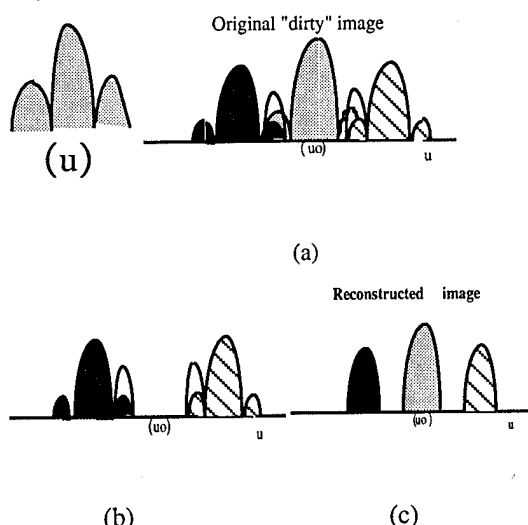 Original "dirty" image
(u)
(uo)
u
(a)
Reconstructed image
(uo)
u
(uo)
u
(b)
(c)